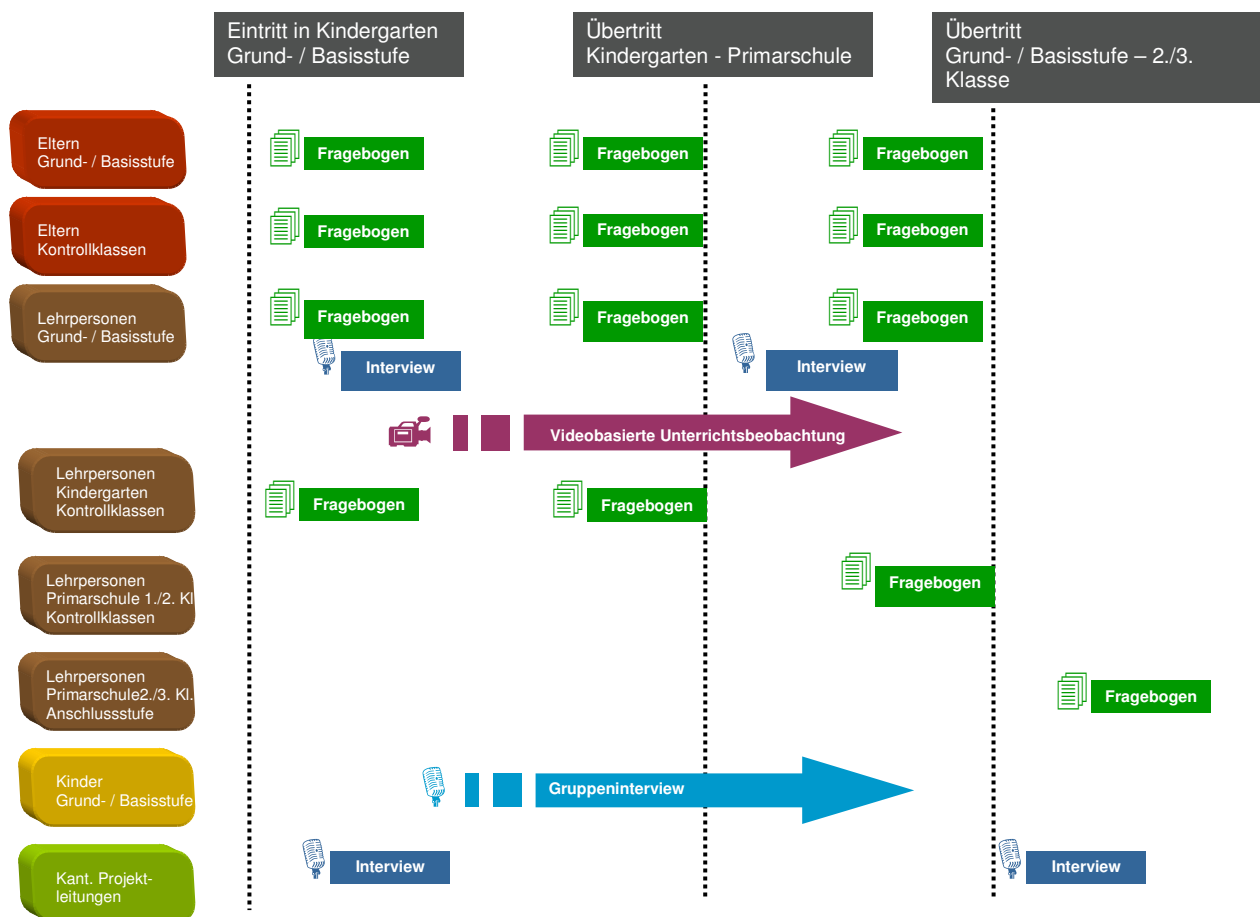 Eintritt in Kindergarten
Grund- / Basisstufe
Übertritt
Kindergarten - Primarschule
Übertritt
Grund- / Basisstufe – 2./3.
Klasse
Eltern
Grund- / Basisstufe
Fragebogen
Fragebogen
Fragebogen
Eltern
Kontrollklassen
Fragebogen
Fragebogen
Fragebogen
Lehrpersonen
Grund- / Basisstufe
Fragebogen
Fragebogen
Fragebogen
Interview
Interview
Videobasierte Unterrichtsbeobachtung
Lehrpersonen
Kindergarten
Kontrollklassen
Fragebogen
Fragebogen
Lehrpersonen
Primarschule 1./2. Kl
Kontrollklassen
Fragebogen
Lehrpersonen
Primarschule2./3. Kl.
Anschlussstufe
Fragebogen
Kinder
Grund- / Basisstufe
Gruppeninterview
Kant. Projekt-
leitungen
Interview
Interview